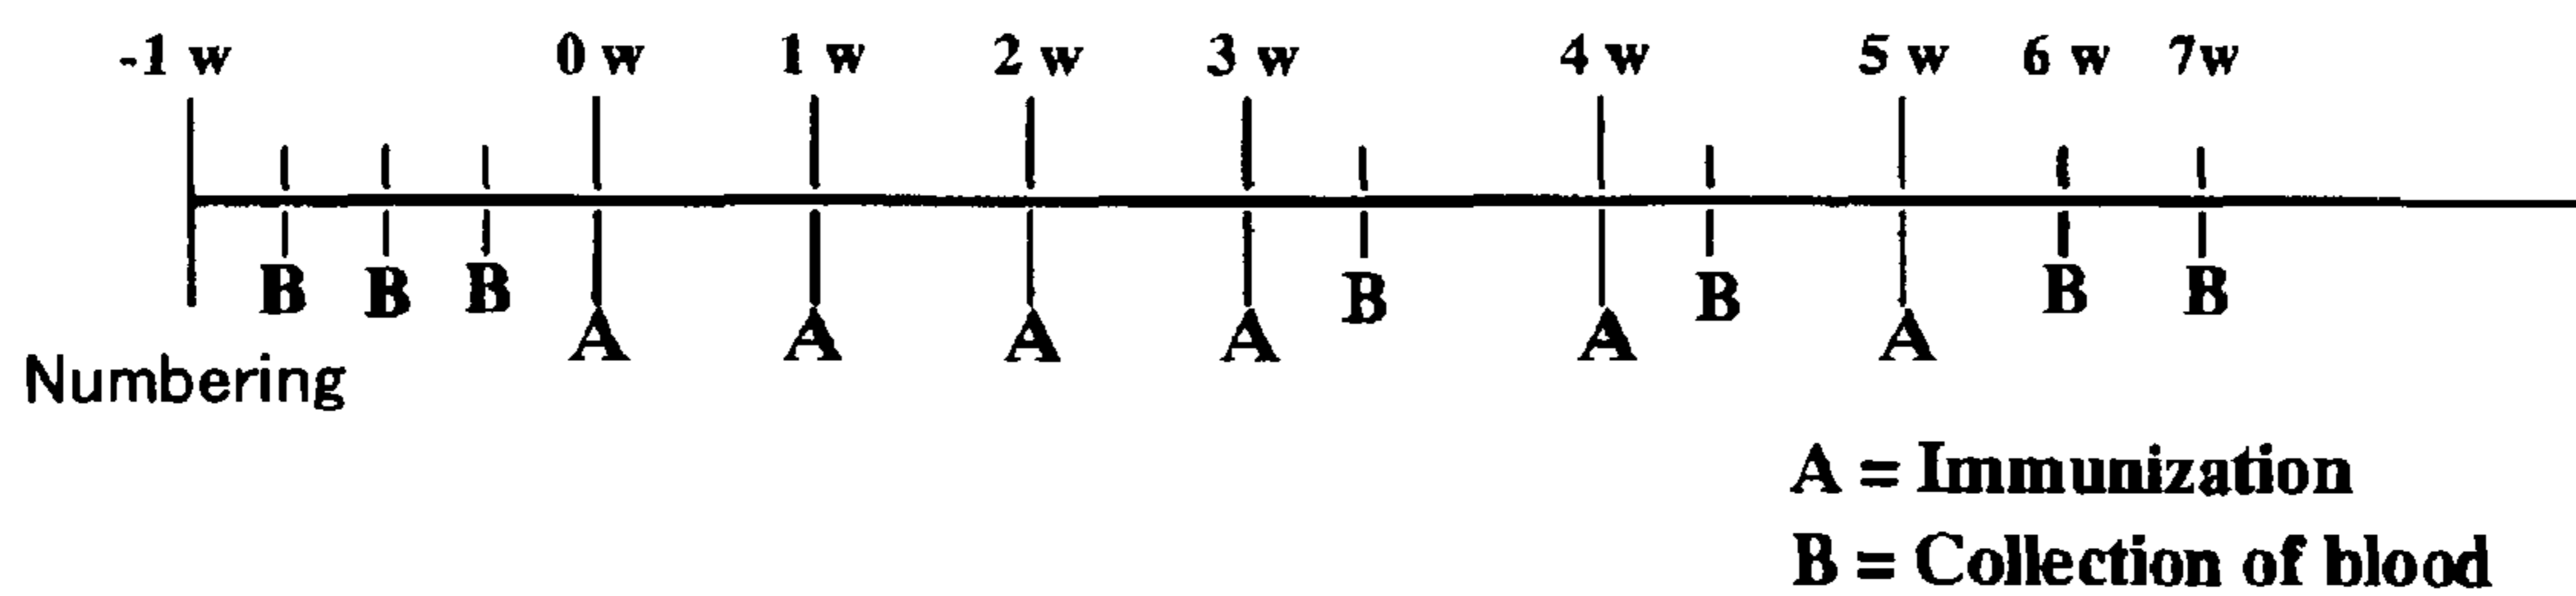 -1 w 0 w 1 w 2 w 3 w 4 w 5 w 6 w 7w
B B B B B B B
A A A A A A
Numbering
A = Immunization
B = Collection of blood